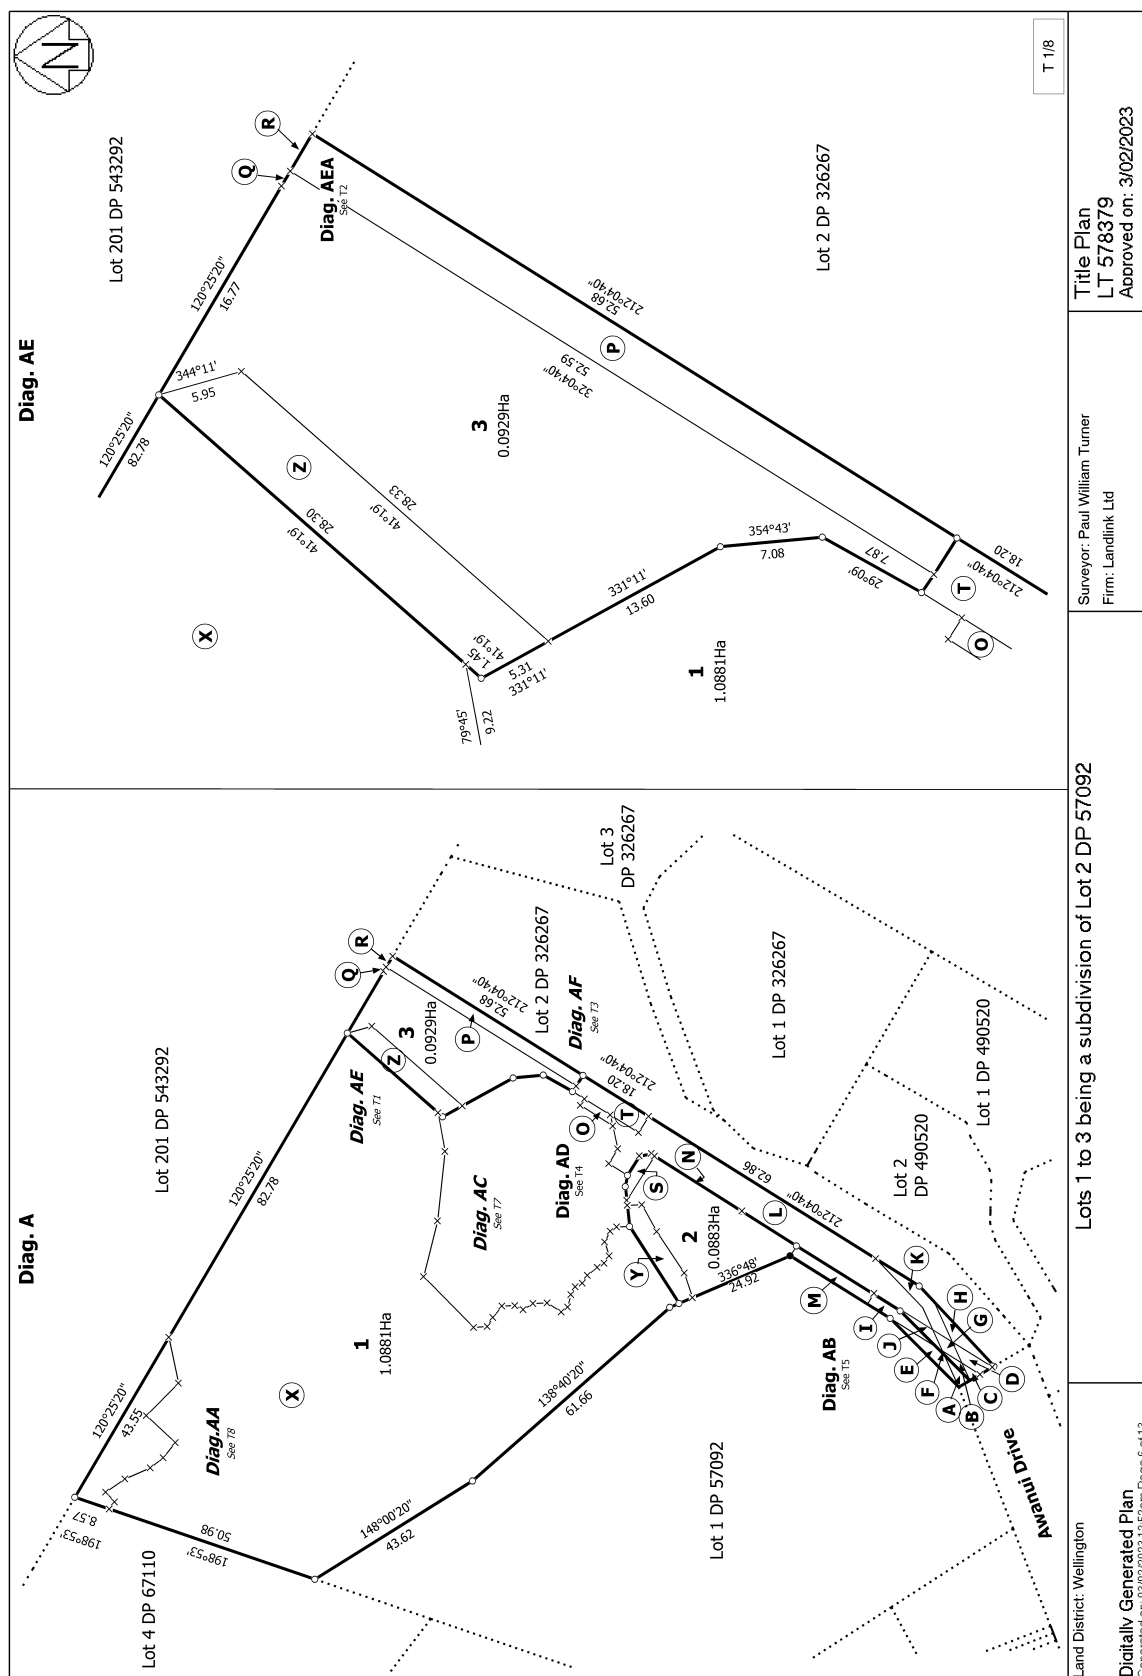 Diag. A
Lot 4 DP 67110
Lot 201 DP 543292
198°53'
8.57
198°53'
50.98
120°25'20"
43.55
120°25'20"
82.78
Diag.AA
See T8
X
1
1.0881Ha
148°00'20"
43.62
138°40'20"
61.66
Lot 1 DP 57092
Diag. AC
See T7
Diag. AE
See T1
Z
3
0.0929Ha
Q
R
P
52.68
212°04'40"
Lot 2 DP 326267
Diag. AF
See T3
Lot 3
DP 326267
18.20
212°04'40"
O
T
Diag. AD
See T4
S
N
Y
2
0.0883Ha
336°48'
24.92
L
62.86
212°04'40"
Lot 1 DP 326267
Lot 2
DP 490520
Lot 1 DP 490520
M
I
J
E
F
A
B
C
D
G
H
K
Diag. AB
See T5
Awanui Drive
Diag. AE
N
Lot 201 DP 543292
120°25'20"
82.78
344°11'
5.95
120°25'20"
16.77
Q
R
Diag. AEA
See T2
X
Z
41°19'
28.30
41°19'
28.33
3
0.0929Ha
32°04'40"
52.59
P
52.68
212°04'40"
Lot 2 DP 326267
79°45'
9.22
1.45
41°19'
5.31
331°11'
331°11'
13.60
354°43'
7.08
29°09'
7.87
1
1.0881Ha
O
T
18.20
212°04'40"
T 1/8
Land District: Wellington
Digitally Generated Plan
Lots 1 to 3 being a subdivision of Lot 2 DP 57092
Surveyor: Paul William Turner
Firm: Landlink Ltd
Title Plan
LT 578379
Approved on: 3/02/2023